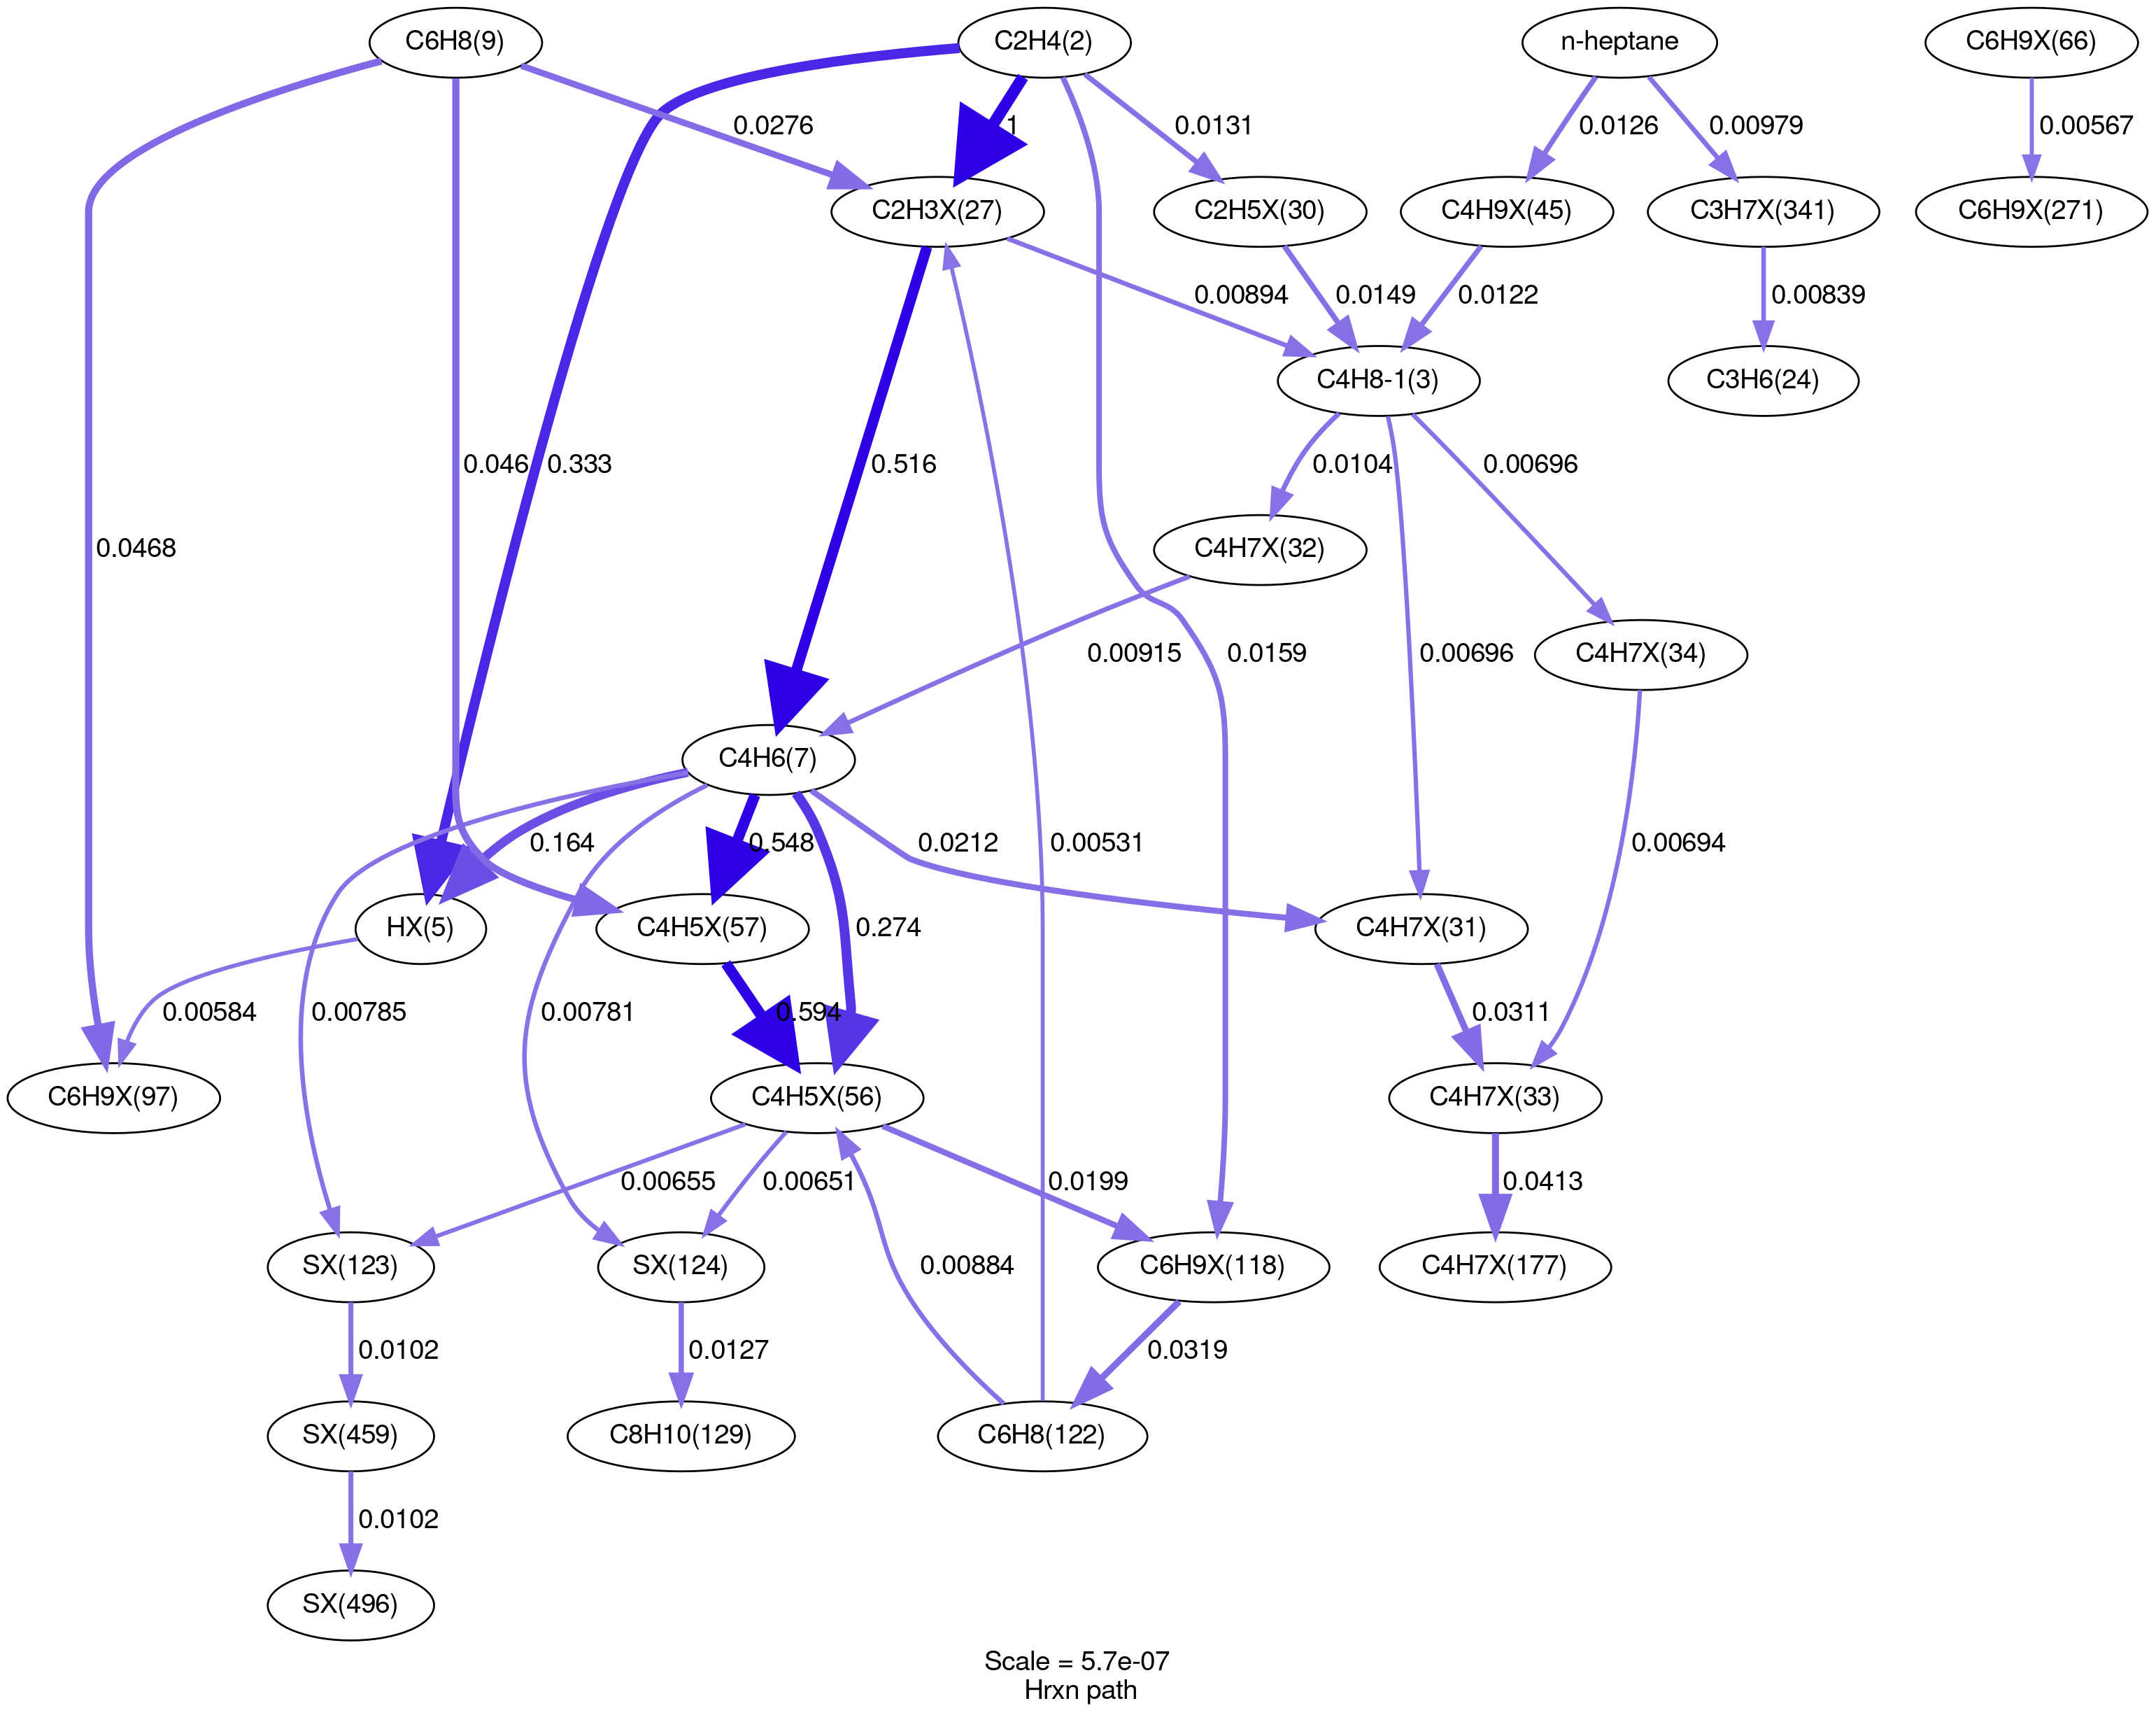 C6H8(9)
C2H4(2)
n-heptane
C6H9X(66)
0.0276
1
0.0131
0.0126
0.00979
0.00567
C2H3X(27)
C2H5X(30)
C4H9X(45)
C3H7X(341)
C6H9X(271)
0.00894
0.0149
0.0122
0.00839
C4H8-1(3)
C3H6(24)
0.046
0.333
0.516
0.0104
0.00696
0.0468
C4H7X(32)
0.00915
0.0159
0.00696
C4H7X(34)
C4H6(7)
0.164
0.548
0.274
0.0212
0.00531
0.00694
HX(5)
C4H5X(57)
C4H7X(31)
0.00584
0.00785
0.00781
0.594
0.0311
C6H9X(97)
C4H5X(56)
C4H7X(33)
0.00655
0.00651
0.0199
0.0413
0.00884
SX(123)
SX(124)
C6H9X(118)
C4H7X(177)
0.0102
0.0127
0.0319
SX(459)
C8H10(129)
C6H8(122)
0.0102
SX(496)
Scale = 5.7e-07
Hrxn path